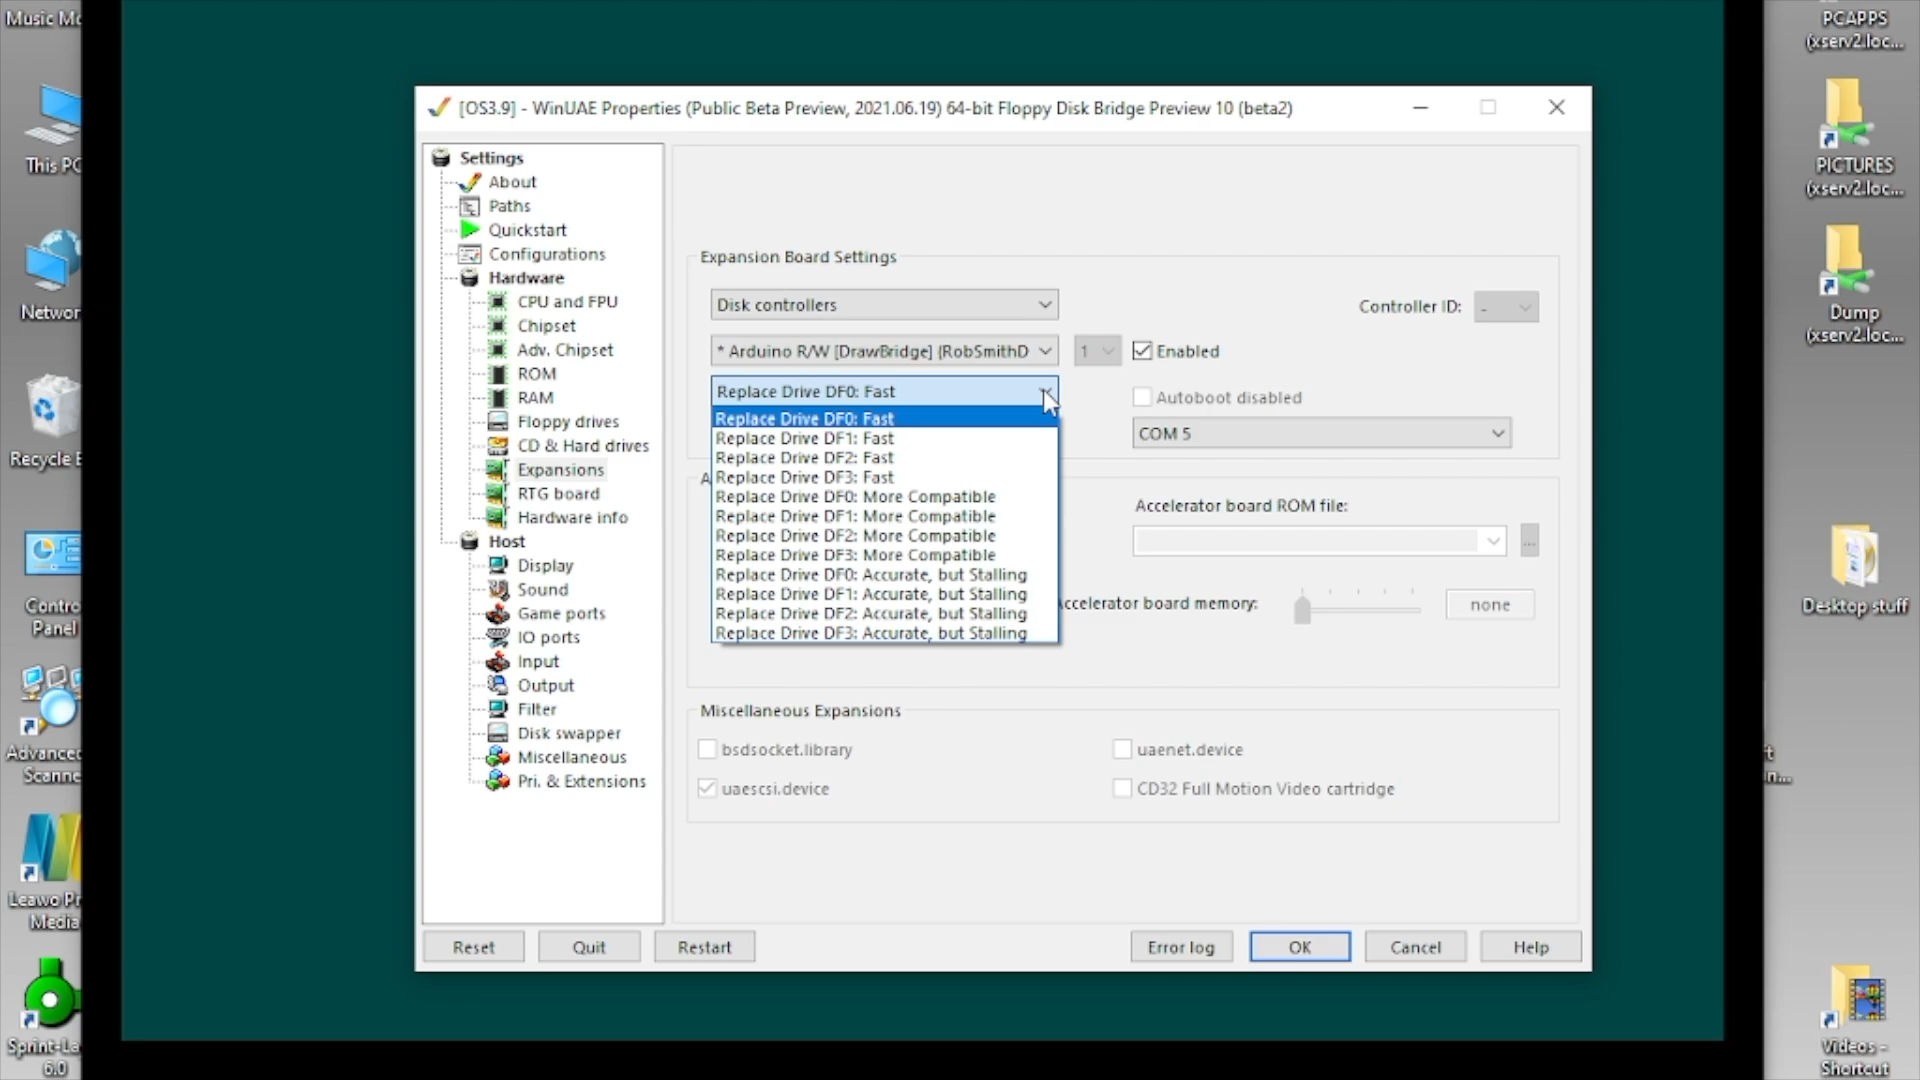 Music Mo
This PC
Networ
Recycle B
Contro
Panel
Advanced
Scanne
Leawo Pr
Media
Sprint-La
6.0
[OS3.9] - WinUAE Properties (Public Beta Preview, 2021.06.19) 64-bit Floppy Disk Bridge Preview 10 (beta2)
Settings
About
Paths
Quickstart
Configurations
Hardware
CPU and FPU
Chipset
Adv. Chipset
ROM
RAM
Floppy drives
CD & Hard drives
Expansions
RTG board
Hardware info
Host
Display
Sound
Game ports
IO ports
Input
Output
Filter
Disk swapper
Miscellaneous
Pri. & Extensions
Expansion Board Settings
Disk controllers
Controller ID:
-
* Arduino R/W [DrawBridge] (RobSmithD
1
Enabled
Replace Drive DF0: Fast
Autoboot disabled
COM 5
Replace Drive DF0: Fast
Replace Drive DF1: Fast
Replace Drive DF2: Fast
Replace Drive DF3: Fast
Replace Drive DF0: More Compatible
Replace Drive DF1: More Compatible
Replace Drive DF2: More Compatible
Replace Drive DF3: More Compatible
Replace Drive DF0: Accurate, but Stalling
Replace Drive DF1: Accurate, but Stalling
Replace Drive DF2: Accurate, but Stalling
Replace Drive DF3: Accurate, but Stalling
A
Accelerator board ROM file:
...
Accelerator board memory:
none
Miscellaneous Expansions
bsdsocket.library
uaenet.device
uaescsi.device
CD32 Full Motion Video cartridge
Reset
Quit
Restart
Error log
OK
Cancel
Help
PCAPPS
(xserv2.loc...
PICTURES
(xserv2.loc...
Dump
(xserv2.loc...
Desktop stuff
Videos -
Shortcut